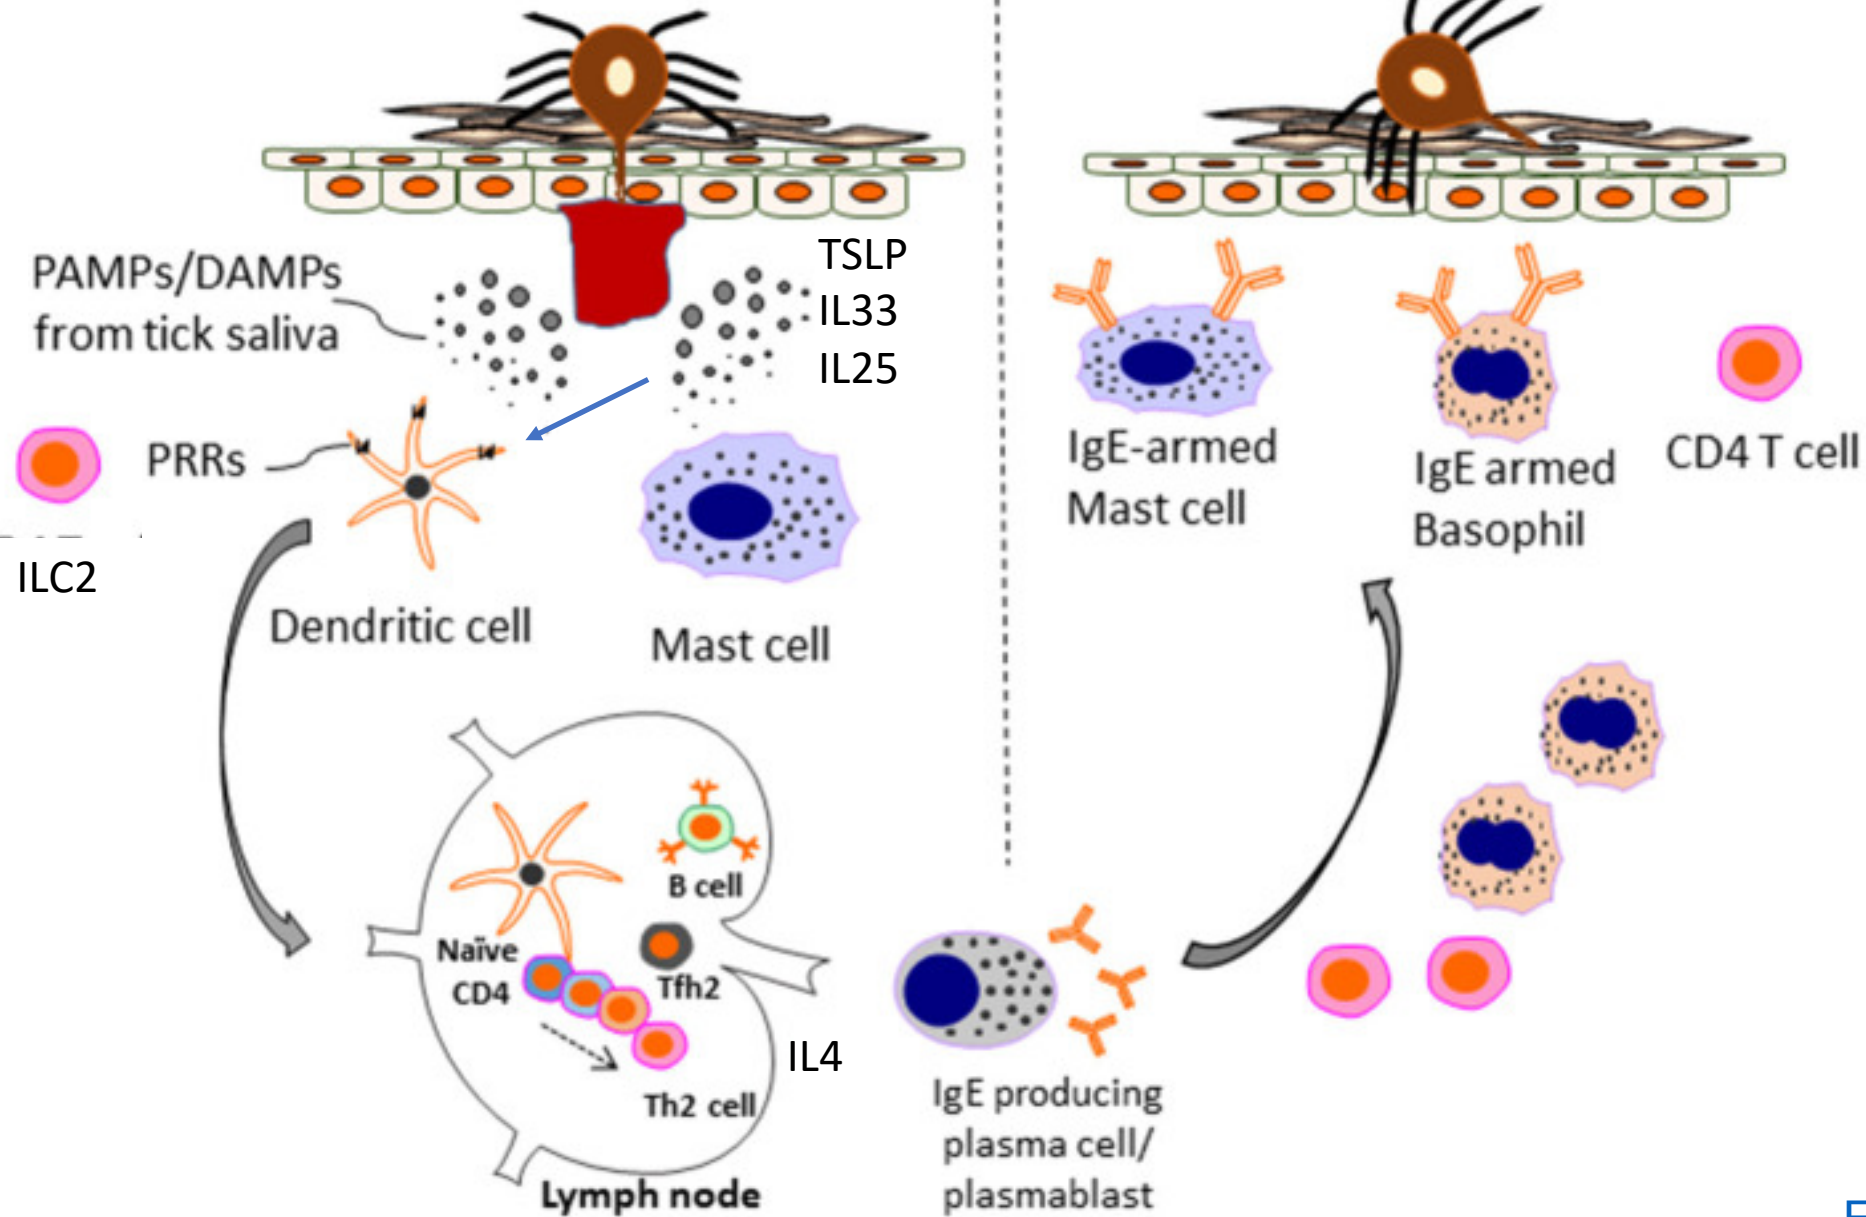 PAMPs/DAMPs
from tick saliva
TSLP
IL33
IL25
PRRs
ILC2
Dendritic cell
Mast cell
IgE-armed
Mast cell
IgE armed
Basophil
CD4 T cell
B cell
Naïve
CD4
Tfh2
Th2 cell
IL4
Lymph node
IgE producing
plasma cell/
plasmablast